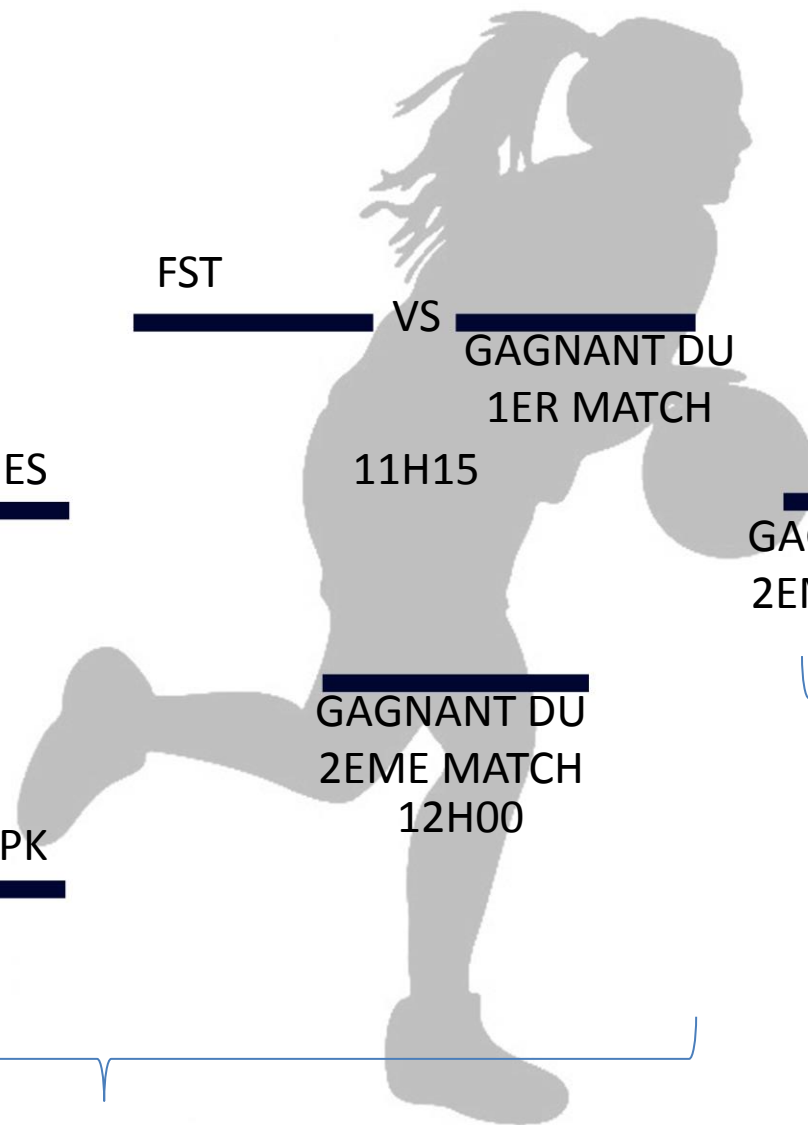 FST
VS
GAGNANT DU
1ER MATCH
11H15
ES
GAGNANT DU
2EME MATCH
12H00
PK